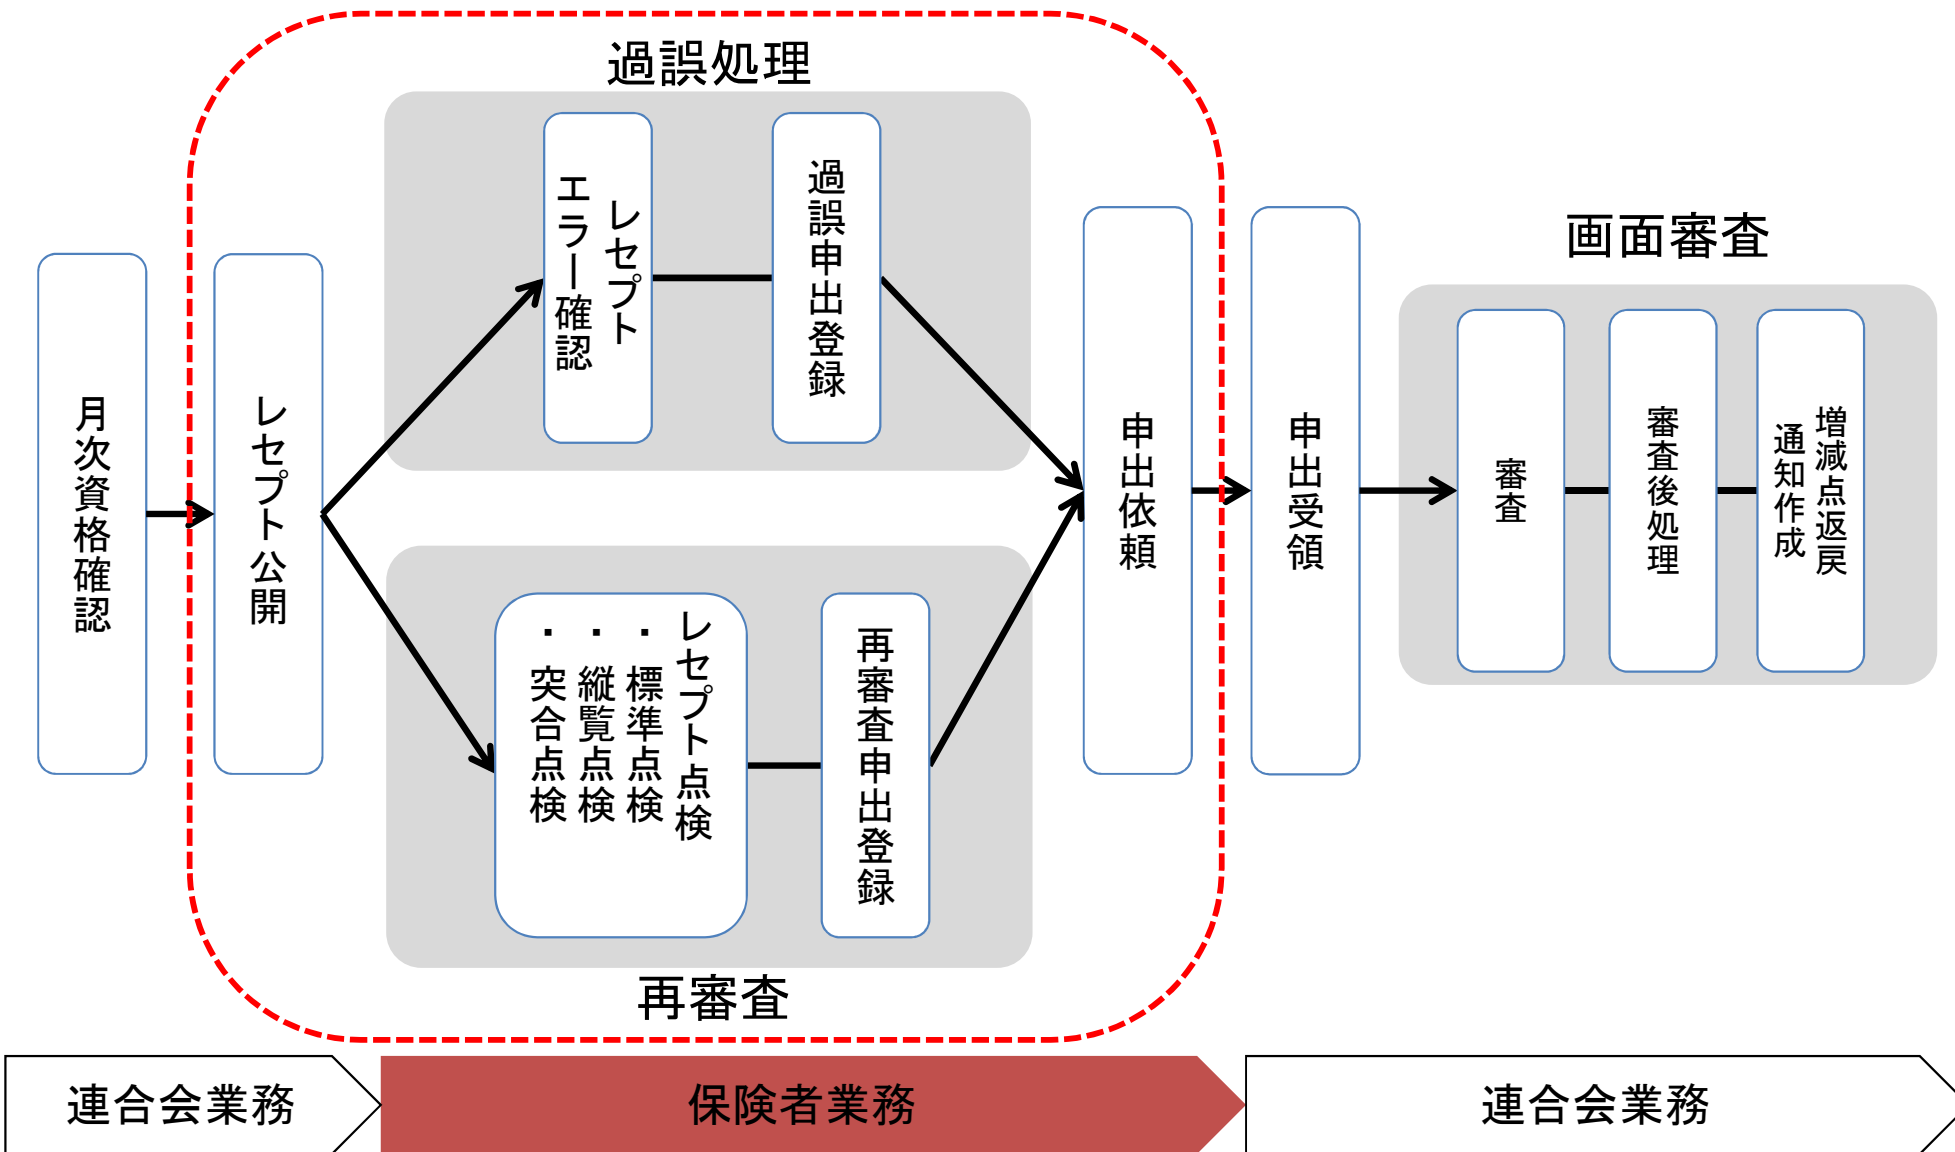 過誤処理
月次資格確認
レセプト公開
レセプト
エラー確認
過誤申出登録
レセプト点検
・標準点検
・縦覧点検
・突合点検
再審査申出登録
再審査
申出依頼
申出受領
画面審査
審査
審査後処理
増減点返戻
通知作成
連合会業務
保険者業務
連合会業務